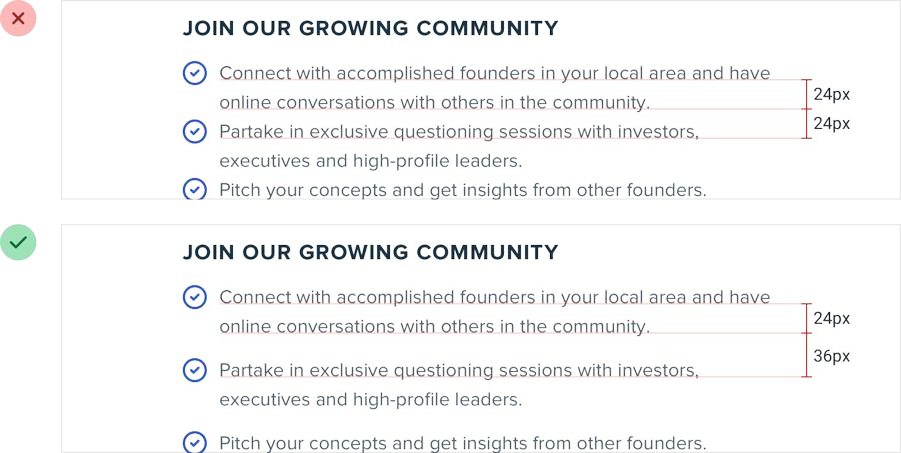 JOIN OUR GROWING COMMUNITY
Connect with accomplished founders in your local area and have
online conversations with others in the community.
24px
Partake in exclusive questioning sessions with investors,
24px
executives and high-profile leaders.
Pitch your concepts and get insights from other founders.
JOIN OUR GROWING COMMUNITY
Connect with accomplished founders in your local area and have
online conversations with others in the community.
24px
Partake in exclusive questioning sessions with investors,
36px
executives and high-profile leaders.
Pitch your concepts and get insights from other founders.